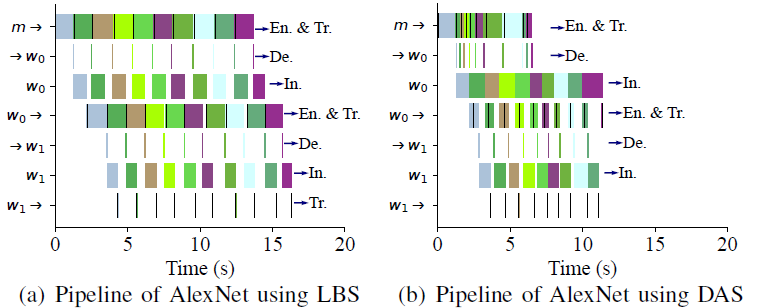 m → En. & Tr.
→ w₀ De.
w₀ In.
w₀ → En. & Tr.
→ w₁ De.
w₁ In.
w₁ → Tr.
0 5 10 15 20
Time (s)
(a) Pipeline of AlexNet using LBS
m → En. & Tr.
→ w₀ De.
w₀ In.
w₀ → En. & Tr.
→ w₁ De.
w₁ In.
w₁ →
0 5 10 15 20
Time (s)
(b) Pipeline of AlexNet using DAS